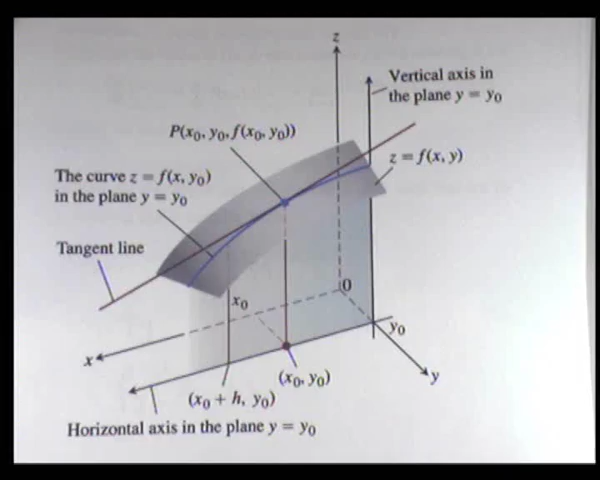 z
Vertical axis in
the plane y = y₀
P(x₀, y₀, f(x₀, y₀))
z = f(x, y)
The curve z = f(x, y₀)
in the plane y = y₀
Tangent line
0
x₀
y₀
x
(x₀, y₀)
y
(x₀ + h, y₀)
Horizontal axis in the plane y = y₀